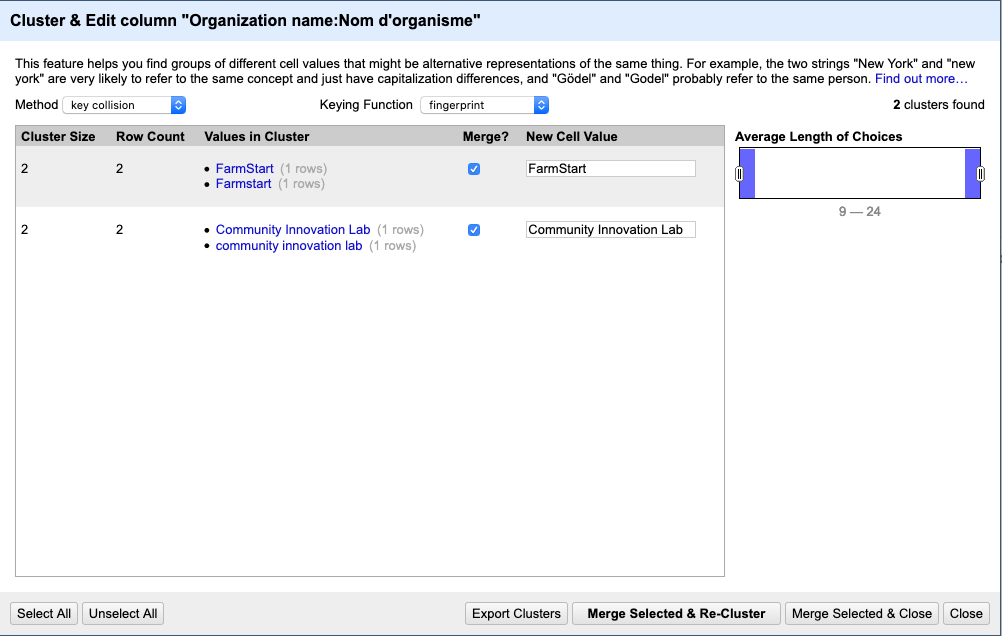 Cluster & Edit column "Organization name:Nom d'organisme"
This feature helps you find groups of different cell values that might be alternative representations of the same thing. For example, the two strings "New York" and "new
york" are very likely to refer to the same concept and just have capitalization differences, and "Gödel" and "Godel" probably refer to the same person. Find out more…
Method key collision Keying Function fingerprint 2 clusters found
Cluster Size Row Count Values in Cluster Merge? New Cell Value Average Length of Choices
2 2 • FarmStart (1 rows) FarmStart
• Farmstart (1 rows)
9 — 24
2 2 • Community Innovation Lab (1 rows) Community Innovation Lab
• community innovation lab (1 rows)
Select All Unselect All Export Clusters Merge Selected & Re-Cluster Merge Selected & Close Close